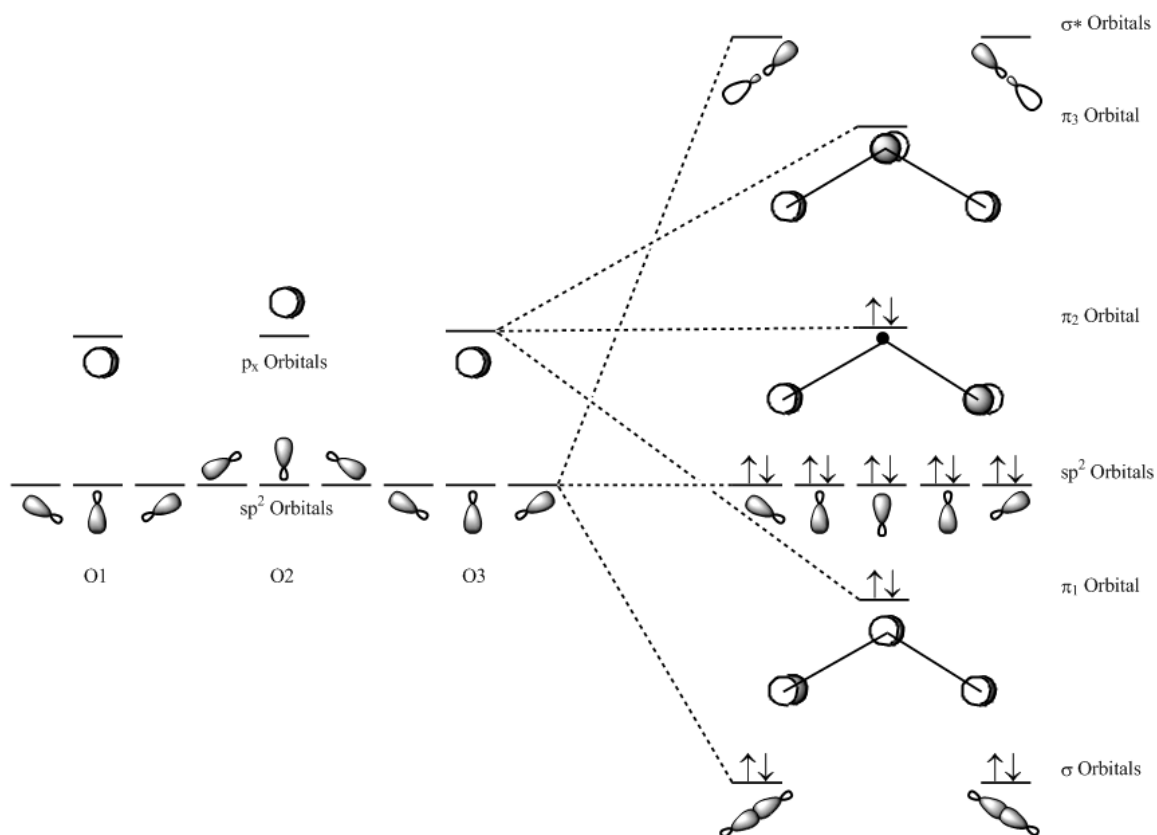 σ* Orbitals
π₃ Orbital
π₂ Orbital
pₓ Orbitals
sp² Orbitals
sp² Orbitals
O1
O2
O3
π₁ Orbital
σ Orbitals